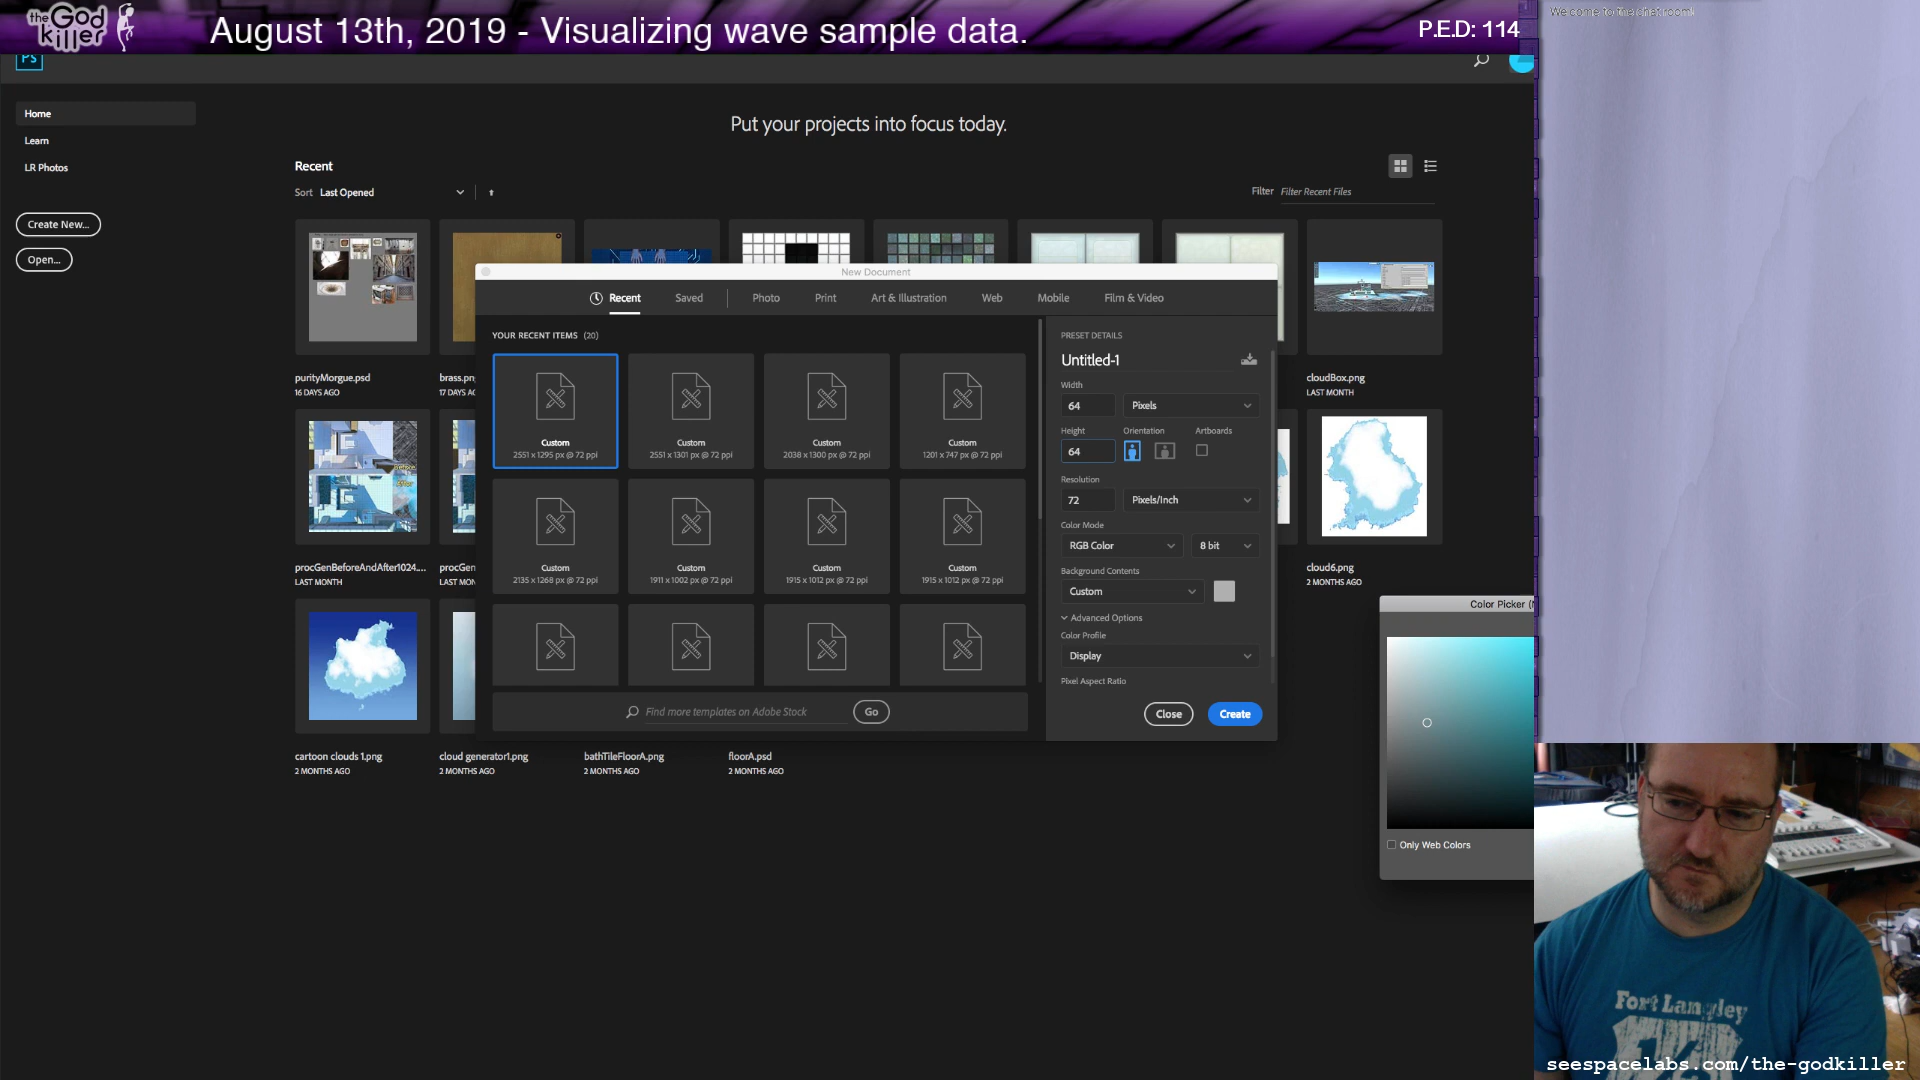 the God killer
August 13th, 2019 - Visualizing wave sample data.
P.E.D: 114
Welcome to the chat room!
Ps
Home
Learn
LR Photos
Create New...
Open...
Put your projects into focus today.
Recent
Sort Last Opened
Filter Filter Recent Files
purityMorgue.psd
16 DAYS AGO
brass.pn
17 DAYS AG
cloudBox.png
LAST MONTH
procGenBeforeAndAfter1024....
LAST MONTH
procGen
LAST MON
cloud6.png
2 MONTHS AGO
cartoon clouds 1.png
2 MONTHS AGO
cloud generator1.png
2 MONTHS AGO
bathTileFloorA.png
2 MONTHS AGO
floorA.psd
2 MONTHS AGO
New Document
Recent Saved Photo Print Art & Illustration Web Mobile Film & Video
YOUR RECENT ITEMS (20)
Custom
2551 x 1295 px @ 72 ppi
Custom
2551 x 1301 px @ 72 ppi
Custom
2038 x 1300 px @ 72 ppi
Custom
1201 x 747 px @ 72 ppi
Custom
2135 x 1268 px @ 72 ppi
Custom
1911 x 1002 px @ 72 ppi
Custom
1915 x 1012 px @ 72 ppi
Custom
1915 x 1012 px @ 72 ppi
Find more templates on Adobe Stock Go
PRESET DETAILS
Untitled-1
Width
64 Pixels
Height Orientation Artboards
64
Resolution
72 Pixels/Inch
Color Mode
RGB Color 8 bit
Background Contents
Custom
Advanced Options
Color Profile
Display
Pixel Aspect Ratio
Close Create
Color Picker (
Only Web Colors
Fort Langley
seespacelabs.com/the-godkiller